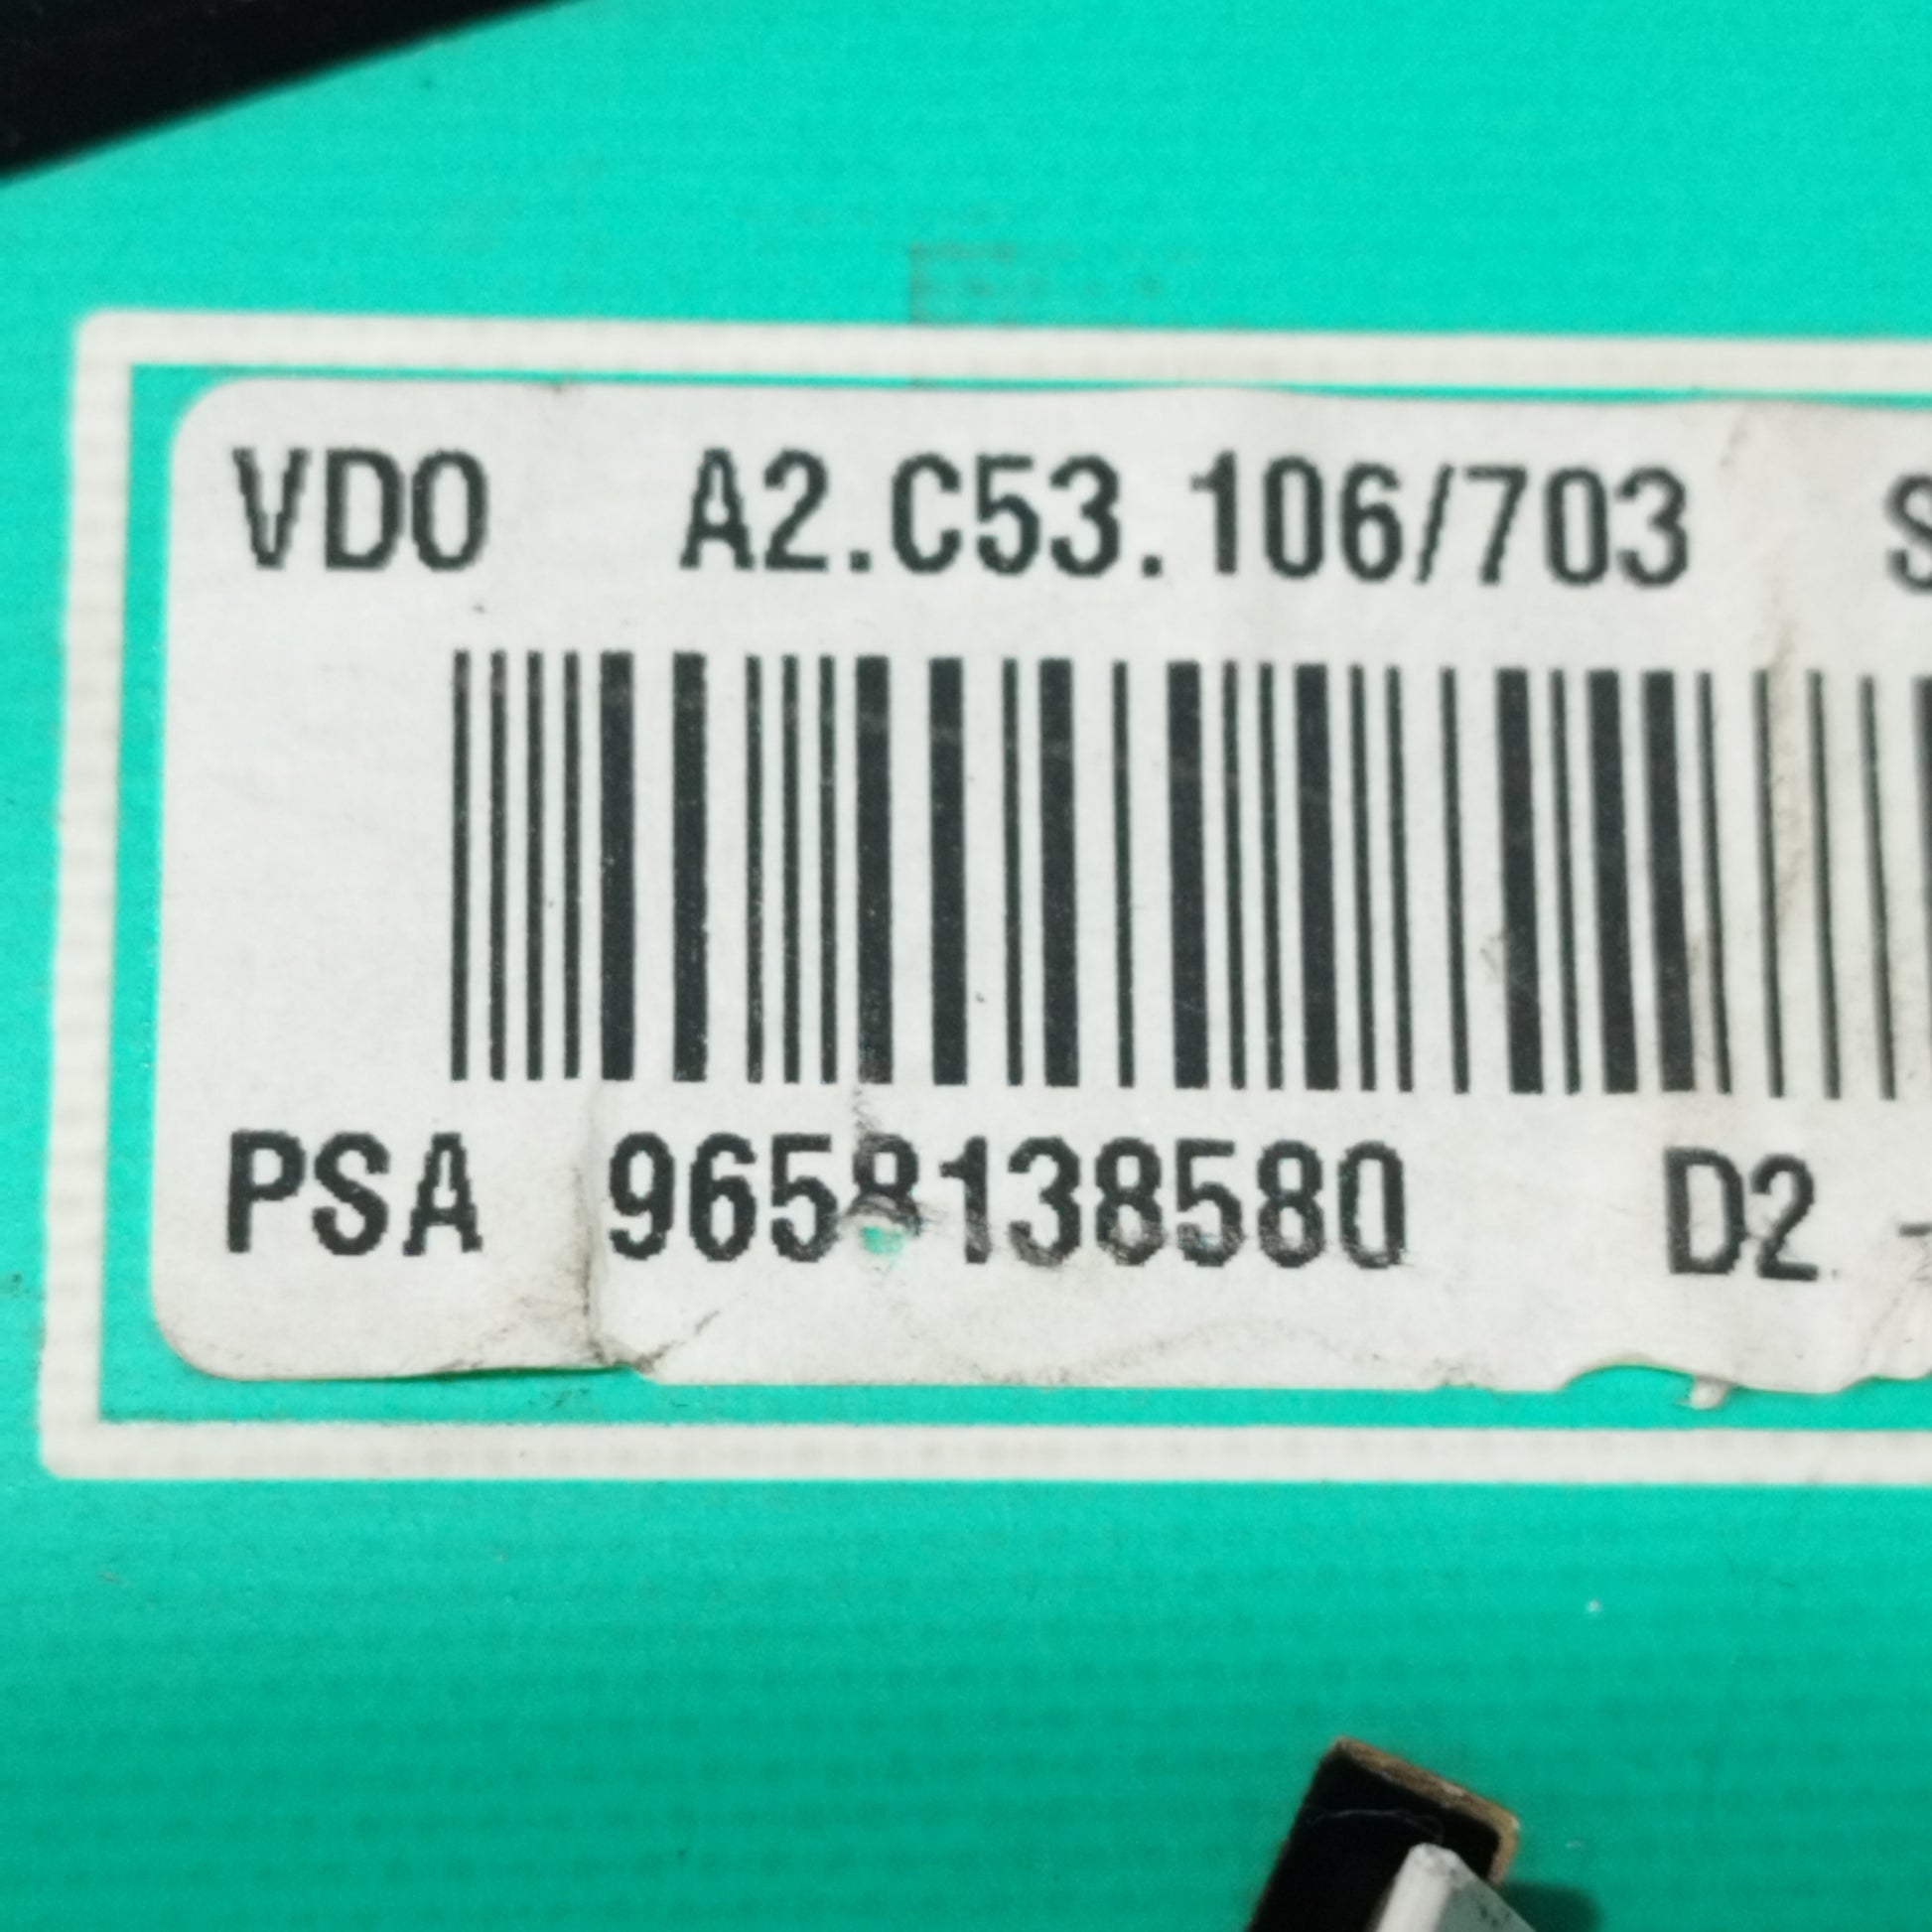 VDO A2.C53.106/703 S
PSA 9658138580 D2 -